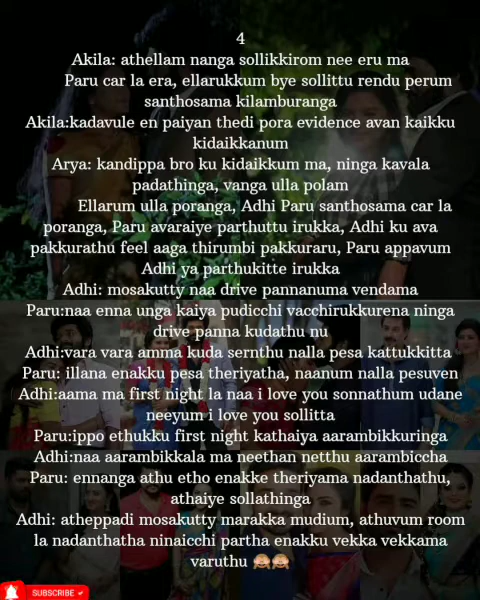 4
Akila: athellam nanga sollikkirom nee eru ma
Paru car la era, ellarukkum bye sollittu rendu perum
santhosama kilamburanga
Akila:kadavule en paiyan thedi pora evidence avan kaikku
kidaikkanum
Arya: kandippa bro ku kidaikkum ma, ninga kavala
padathinga, vanga ulla polam
Ellarum ulla poranga, Adhi Paru santhosama car la
poranga, Paru avaraiye parthuttu irukka, Adhi ku ava
pakkurathu feel aaga thirumbi pakkuraru, Paru appavum
Adhi ya parthukitte irukka
Adhi: mosakutty naa drive pannanuma vendama
Paru:naa enna unga kaiya pudicchi vacchirukkurena ninga
drive panna kudathu nu
Adhi:vara vara amma kuda sernthu nalla pesa kattukkitta
Paru: illana enakku pesa theriyatha, naanum nalla pesuven
Adhi:aama ma first night la naa i love you sonnathum udane
neeyum i love you sollitta
Paru:ippo ethukku first night kathaiya aarambikkuringa
Adhi:naa aarambikkala ma neethan netthu aarambiccha
Paru: ennanga athu etho enakke theriyama nadanthathu,
athaiye sollathinga
Adhi: atheppadi mosakutty marakka mudium, athuvum room
la nadanthatha ninaicchi partha enakku vekka vekkama
varuthu 🙈🙈
SUBSCRIBE